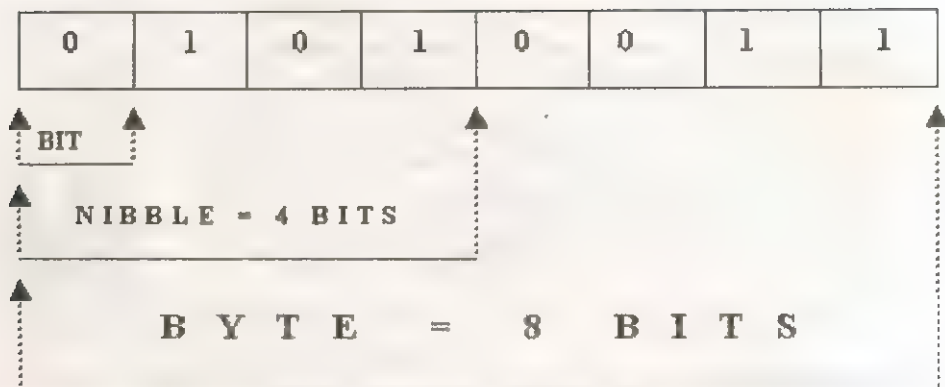 0 1 0 1 0 0 1 1
BIT
NIBBLE = 4 BITS
BYTE = 8 BITS